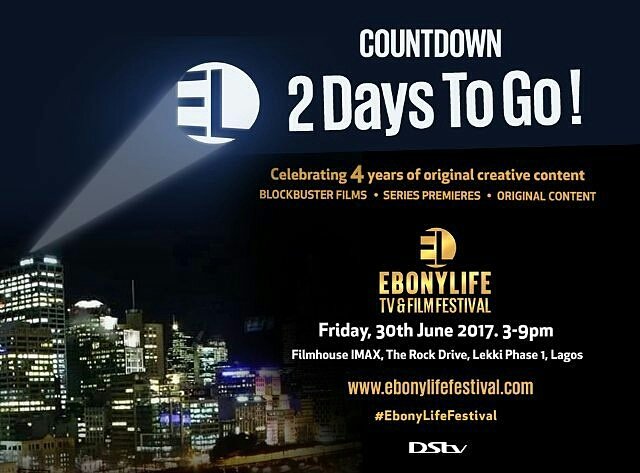 COUNTDOWN
EL
2 Days To Go!
Celebrating 4 years of original creative content
BLOCKBUSTER FILMS • SERIES PREMIERES • ORIGINAL CONTENT
EL
EBONYLIFE
TV & FILM FESTIVAL
Friday, 30th June 2017. 3-9pm
Filmhouse IMAX, The Rock Drive, Lekki Phase 1, Lagos
www.ebonylifefestival.com
#EbonyLifeFestival
DStv